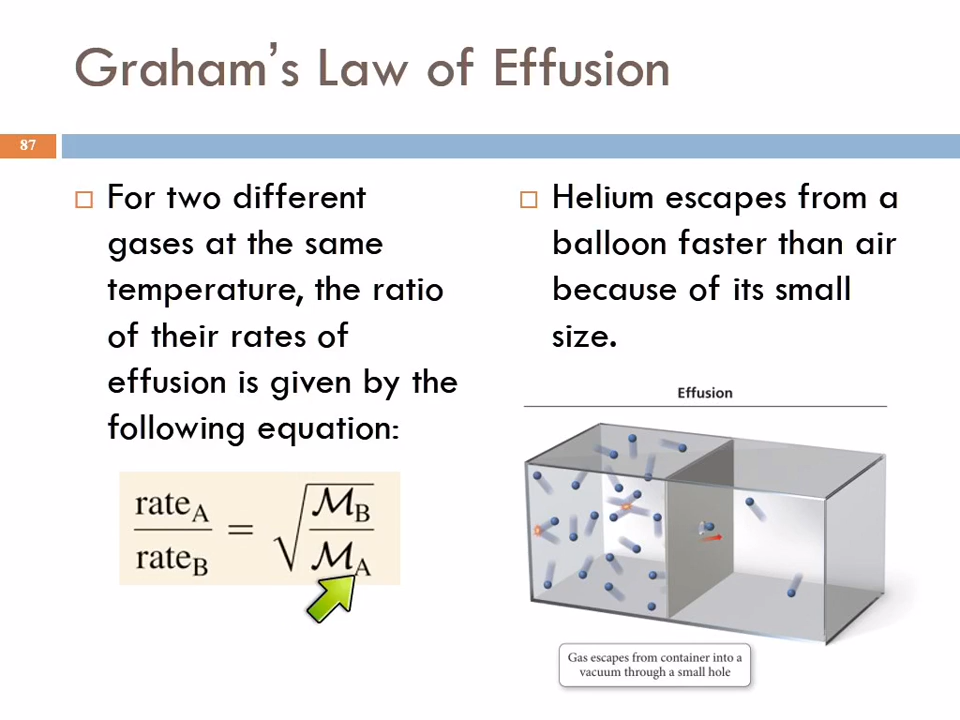 Graham’s Law of Effusion
87
For two different
gases at the same
temperature, the ratio
of their rates of
effusion is given by the
following equation:
rate_A / rate_B = √(ℳ_B / ℳ_A)
Helium escapes from a
balloon faster than air
because of its small
size.
Effusion
Gas escapes from container into a
vacuum through a small hole